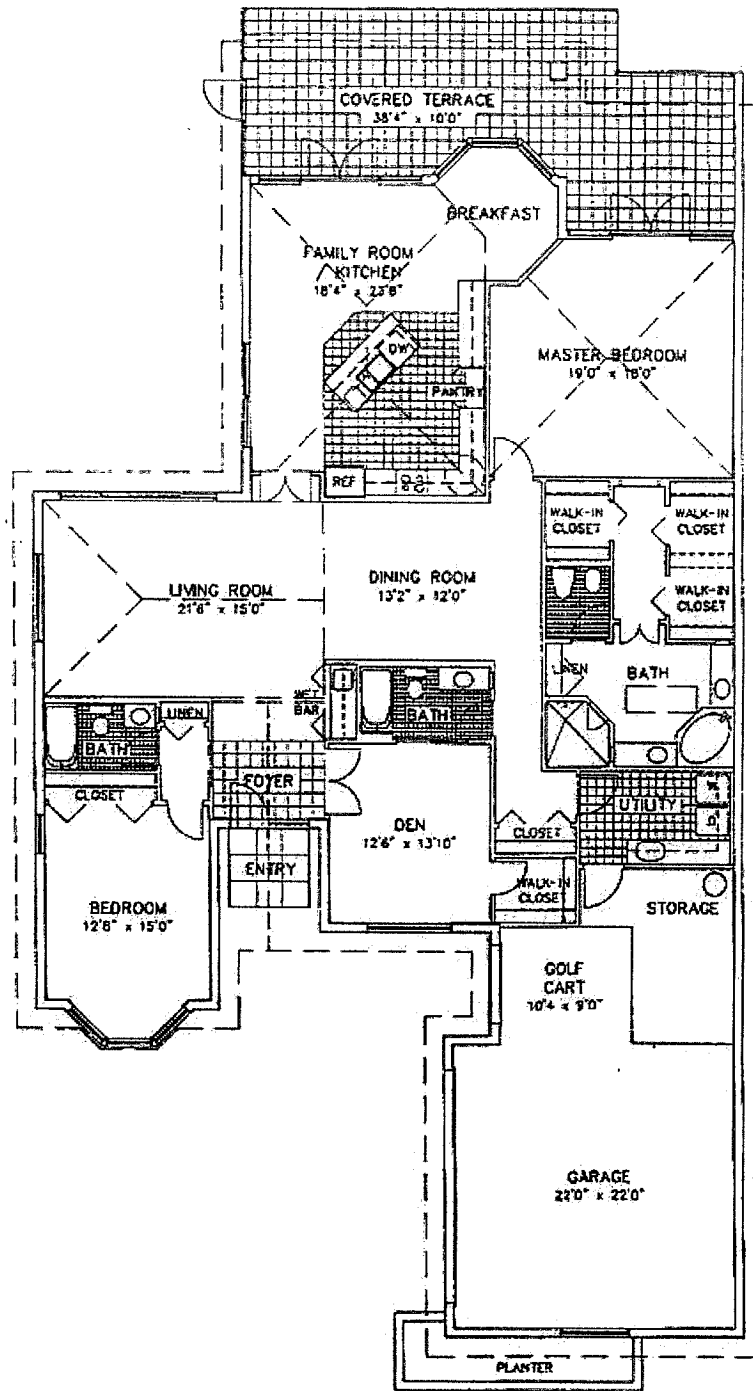 COVERED TERRACE
38'4" x 10'0"
BREAKFAST
FAMILY ROOM
KITCHEN
18'4" x 23'8"
DW
MASTER BEDROOM
19'0" x 18'0"
PANTRY
REF
WALK-IN
CLOSET
WALK-IN
CLOSET
LIVING ROOM
21'6" x 15'0"
DINING ROOM
13'2" x 12'0"
WALK-IN
CLOSET
LINEN
BATH
WET
BAR
LINEN
BATH
BATH
CLOSET
FOYER
UTILITY
W
D
DEN
12'6" x 13'10"
CLOSET
ENTRY
WALK-IN
CLOSET
BEDROOM
12'8" x 15'0"
STORAGE
GOLF
CART
10'4 x 9'0"
GARAGE
22'0" x 22'0"
PLANTER